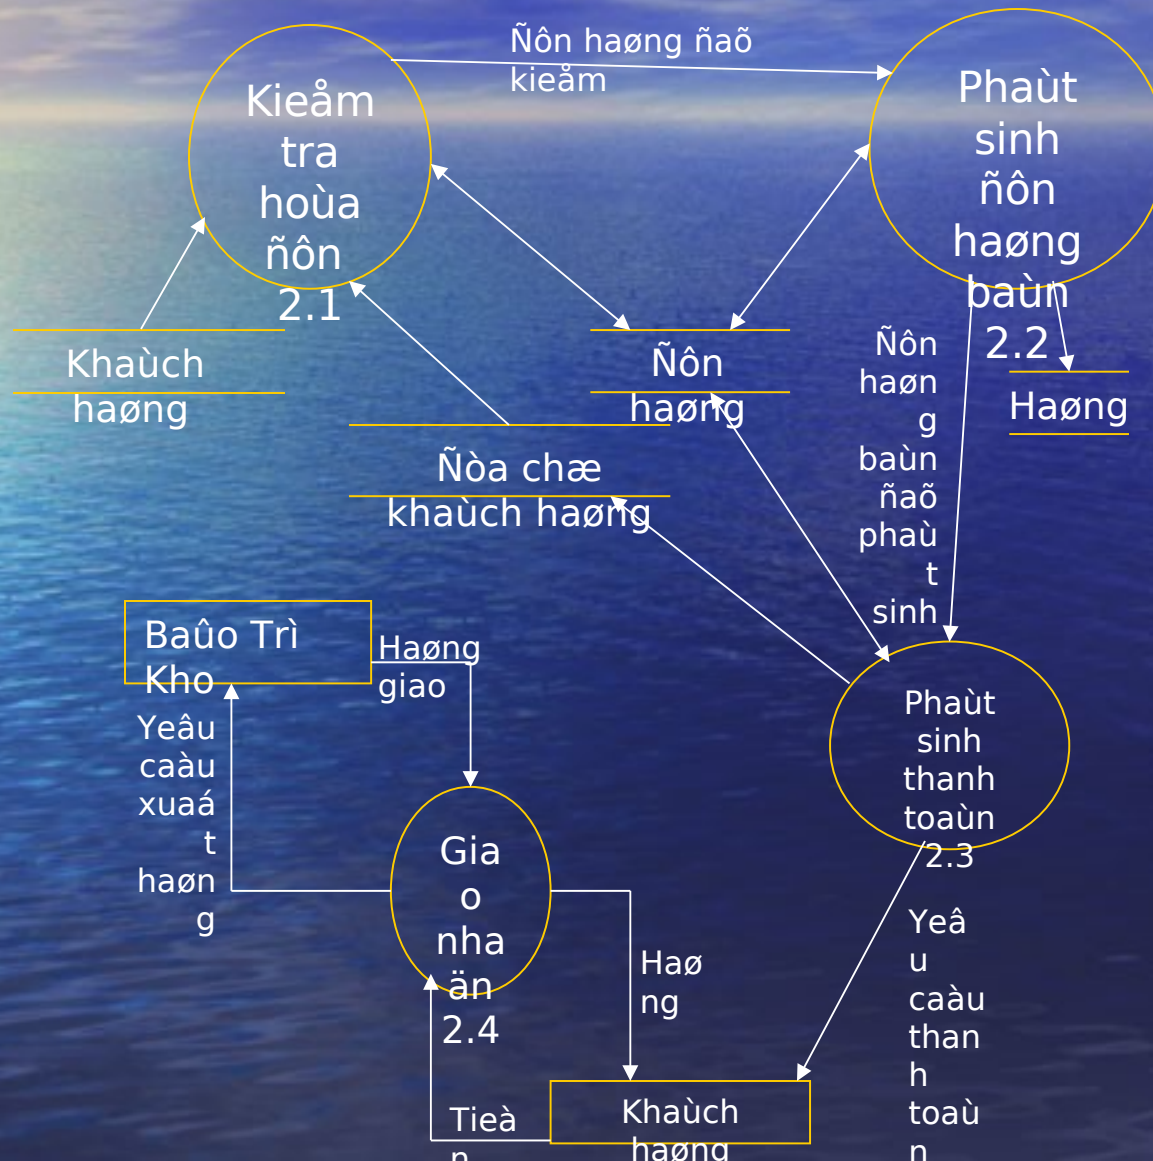 Ñôn haøng ñaõ
kieåm
Kieåm
tra
hoùa
ñôn
2.1
Phaùt
sinh
ñôn
haøng
baùn
2.2
Khaùch
haøng
Ñôn
haøng
Ñôn
haøn
g
baùn
ñaõ
phaù
t
sinh
Haøng
Ñòa chæ
khaùch haøng
Baûo Trì
Kho
Haøng
giao
Yeâu
caàu
xuaá
t
haøn
g
Phaùt
sinh
thanh
toaùn
2.3
Gia
o
nha
än
2.4
Haø
ng
Yeâ
u
caàu
than
h
toaù
n
Tieà
n
Khaùch
haøng